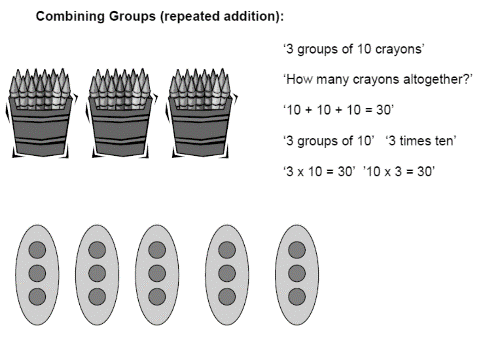 Combining Groups (repeated addition):
‘3 groups of 10 crayons’
‘How many crayons altogether?’
‘10 + 10 + 10 = 30’
‘3 groups of 10’ ‘3 times ten’
‘3 x 10 = 30’ ’10 x 3 = 30’